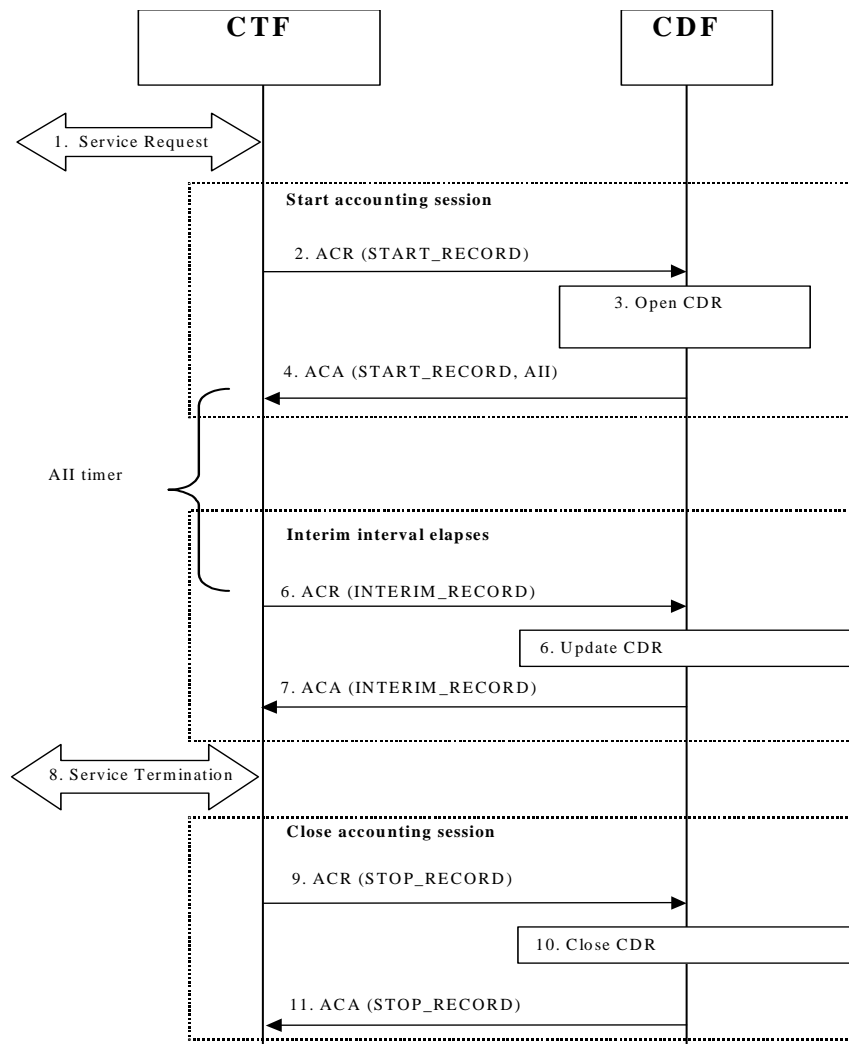 CTF
CDF
1. Service Request
Start accounting session
2. ACR (START_RECORD)
3. Open CDR
4. ACA (START_RECORD, AII)
AII timer
Interim interval elapses
6. ACR (INTERIM_RECORD)
6. Update CDR
7. ACA (INTERIM_RECORD)
8. Service Termination
Close accounting session
9. ACR (STOP_RECORD)
10. Close CDR
11. ACA (STOP_RECORD)